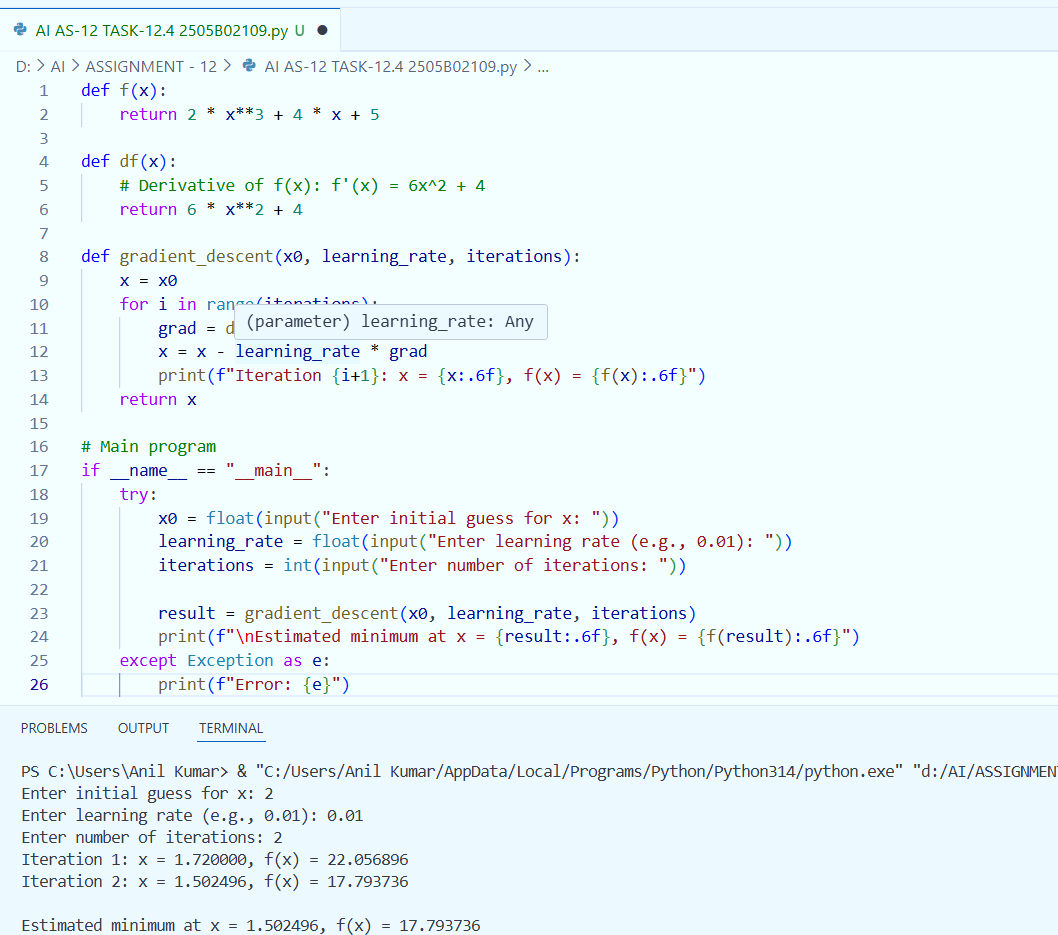 AI AS-12 TASK-12.4 2505B02109.py U
D: > AI > ASSIGNMENT - 12 > AI AS-12 TASK-12.4 2505B02109.py > ...
1 def f(x):
2 return 2 * x**3 + 4 * x + 5
3
4 def df(x):
5 # Derivative of f(x): f'(x) = 6x^2 + 4
6 return 6 * x**2 + 4
7
8 def gradient_descent(x0, learning_rate, iterations):
9 x = x0
10 for i in range(iterations):
11 grad = d
(parameter) learning_rate: Any
12 x = x - learning_rate * grad
13 print(f"Iteration {i+1}: x = {x:.6f}, f(x) = {f(x):.6f}")
14 return x
15
16 # Main program
17 if __name__ == "__main__":
18 try:
19 x0 = float(input("Enter initial guess for x: "))
20 learning_rate = float(input("Enter learning rate (e.g., 0.01): "))
21 iterations = int(input("Enter number of iterations: "))
22
23 result = gradient_descent(x0, learning_rate, iterations)
24 print(f"\nEstimated minimum at x = {result:.6f}, f(x) = {f(result):.6f}")
25 except Exception as e:
26 print(f"Error: {e}")
PROBLEMS OUTPUT TERMINAL
PS C:\Users\Anil Kumar> & "C:/Users/Anil Kumar/AppData/Local/Programs/Python/Python314/python.exe" "d:/AI/ASSIGNMEN
Enter initial guess for x: 2
Enter learning rate (e.g., 0.01): 0.01
Enter number of iterations: 2
Iteration 1: x = 1.720000, f(x) = 22.056896
Iteration 2: x = 1.502496, f(x) = 17.793736
Estimated minimum at x = 1.502496, f(x) = 17.793736